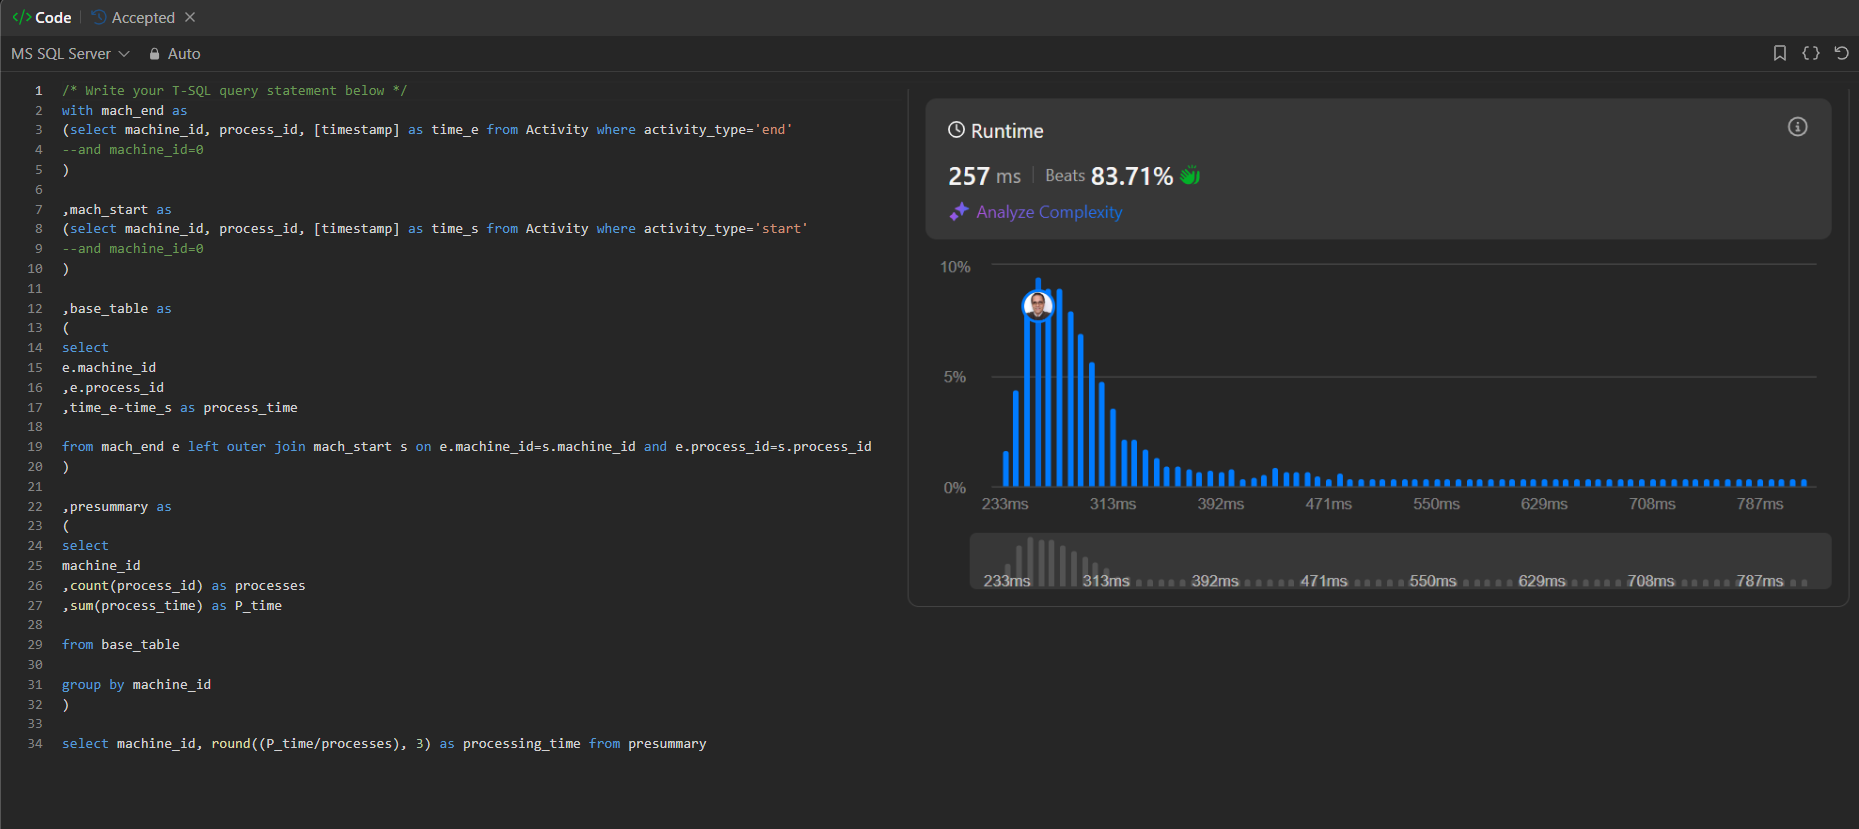 </> Code | Accepted ×
MS SQL Server Auto
1 /* Write your T-SQL query statement below */
2 with mach_end as
3 (select machine_id, process_id, [timestamp] as time_e from Activity where activity_type='end'
4 --and machine_id=0
5 )
6
7 ,mach_start as
8 (select machine_id, process_id, [timestamp] as time_s from Activity where activity_type='start'
9 --and machine_id=0
10 )
11
12 ,base_table as
13 (
14 select
15 e.machine_id
16 ,e.process_id
17 ,time_e-time_s as process_time
18
19 from mach_end e left outer join mach_start s on e.machine_id=s.machine_id and e.process_id=s.process_id
20 )
21
22 ,presummary as
23 (
24 select
25 machine_id
26 ,count(process_id) as processes
27 ,sum(process_time) as P_time
28
29 from base_table
30
31 group by machine_id
32 )
33
34 select machine_id, round((P_time/processes), 3) as processing_time from presummary
Runtime
257 ms | Beats 83.71%
Analyze Complexity
10%
5%
0%
233ms 313ms 392ms 471ms 550ms 629ms 708ms 787ms
233ms 313ms 392ms 471ms 550ms 629ms 708ms 787ms